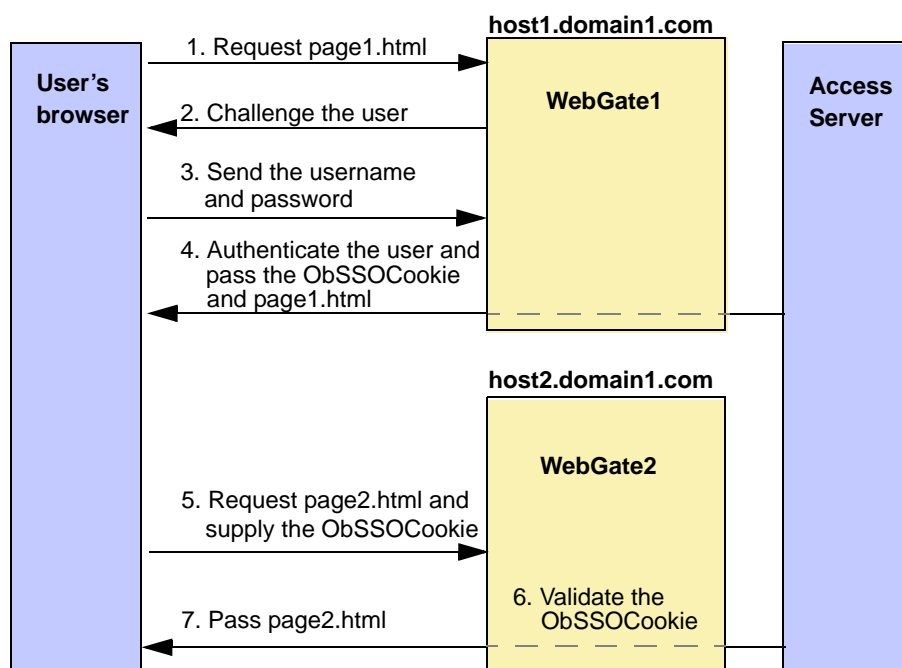 host1.domain1.com
1. Request page1.html
User's
browser
WebGate1
Access
Server
2. Challenge the user
3. Send the username
and password
4. Authenticate the user and
pass the ObSSOCookie
and page1.html
host2.domain1.com
WebGate2
5. Request page2.html and
supply the ObSSOCookie
6. Validate the
ObSSOCookie
7. Pass page2.html